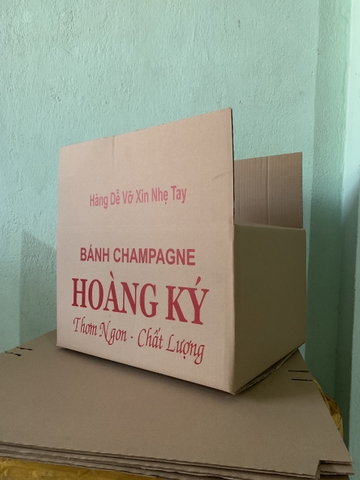 Hàng Dễ Vỡ Xin Nhẹ Tay
BÁNH CHAMPAGNE
HOÀNG KÝ
Thơm Ngon - Chất Lượng